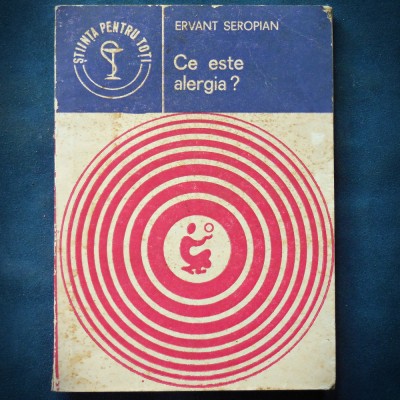 ȘTIINȚA PENTRU TOȚI
ERVANT SEROPIAN
Ce este
alergia?